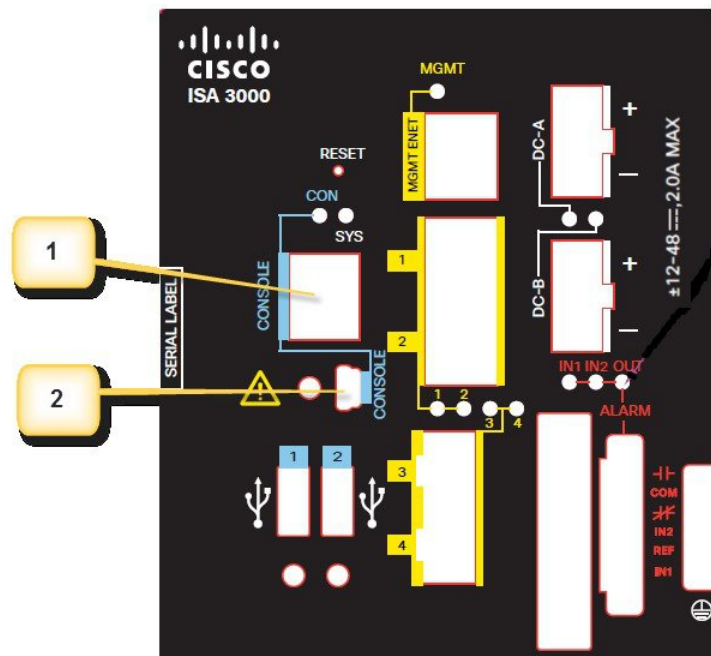 CISCO
ISA 3000
MGMT
MGMT ENET
RESET
CON
SYS
CONSOLE
SERIAL LABEL
1
2
CONSOLE
1
2
1
2
3
4
1 2
3
4
DC-A
+
−
DC-B
+
−
±12-48⎓,2.0A MAX
IN1 IN2 OUT
ALARM
COM
IN2
REF
IN1